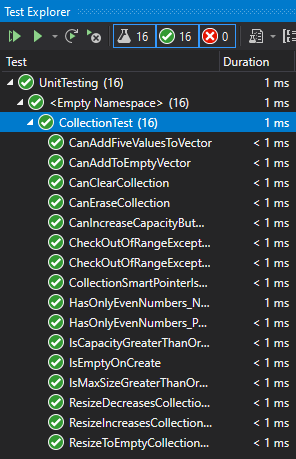 Test Explorer
16 16 0
Test Duration
UnitTesting (16) 1 ms
<Empty Namespace> (16) 1 ms
CollectionTest (16) 1 ms
CanAddFiveValuesToVector < 1 ms
CanAddToEmptyVector < 1 ms
CanClearCollection < 1 ms
CanEraseCollection < 1 ms
CanIncreaseCapacityBut... < 1 ms
CheckOutOfRangeExcept... < 1 ms
CheckOutOfRangeExcept... < 1 ms
CollectionSmartPointerIs... < 1 ms
HasOnlyEvenNumbers_N... 1 ms
HasOnlyEvenNumbers_P... < 1 ms
IsCapacityGreaterThanOr... < 1 ms
IsEmptyOnCreate < 1 ms
IsMaxSizeGreaterThanOr... < 1 ms
ResizeDecreasesCollectio... < 1 ms
ResizeIncreasesCollection... < 1 ms
ResizeToEmptyCollection... < 1 ms